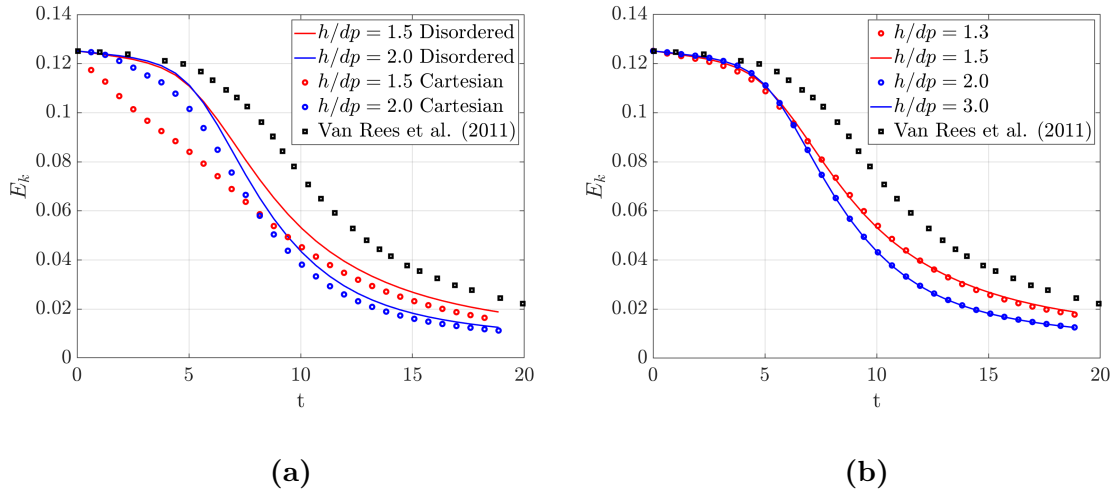 0.14
0.12
0.1
0.08
0.06
0.04
0.02
0
E_k
0 5 10 15 20
t
h/dp = 1.5 Disordered
h/dp = 2.0 Disordered
h/dp = 1.5 Cartesian
h/dp = 2.0 Cartesian
Van Rees et al. (2011)
(a)
0.14
0.12
0.1
0.08
0.06
0.04
0.02
0
E_k
0 5 10 15 20
t
h/dp = 1.3
h/dp = 1.5
h/dp = 2.0
h/dp = 3.0
Van Rees et al. (2011)
(b)